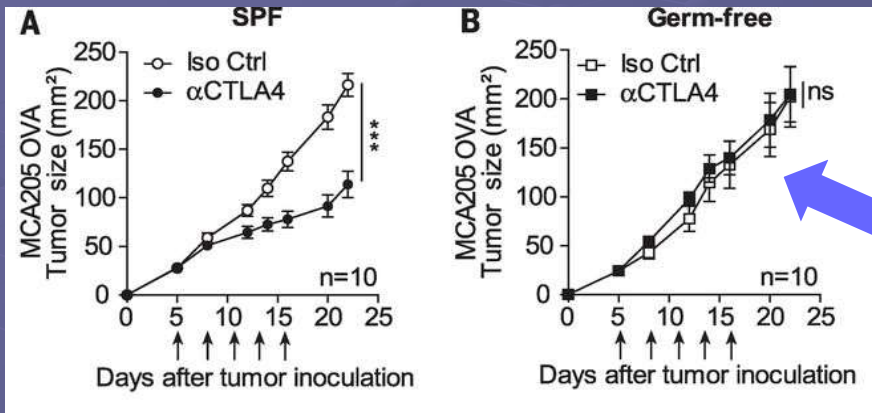 A
SPF
MCA205 OVA
Tumor size (mm²)
250
200
150
100
50
0
Iso Ctrl
αCTLA4
***
n=10
0 5 10 15 20 25
Days after tumor inoculation
B
Germ-free
MCA205 OVA
Tumor size (mm²)
250
200
150
100
50
0
Iso Ctrl
αCTLA4
ns
n=10
0 5 10 15 20 25
Days after tumor inoculation